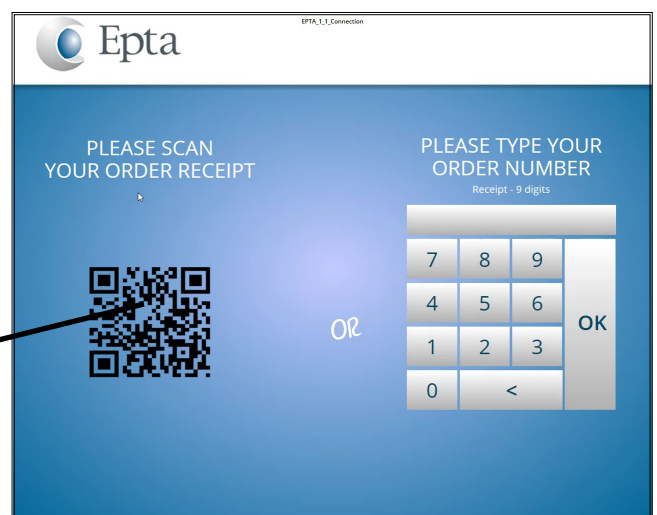 EPTA_1_1_Connection
Epta
PLEASE SCAN
YOUR ORDER RECEIPT
PLEASE TYPE YOUR
ORDER NUMBER
Receipt - 9 digits
7 8 9
4 5 6
OK
1 2 3
0 <
OR